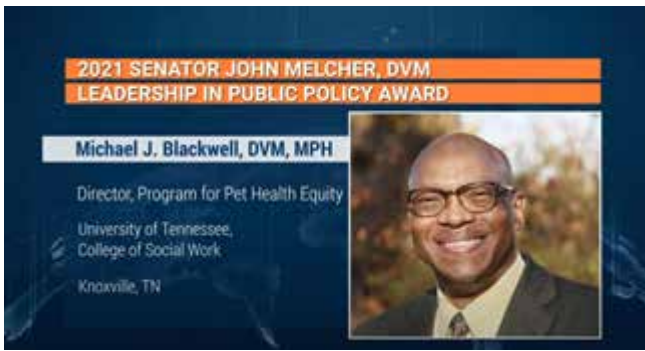 2021 SENATOR JOHN MELCHER, DVM
LEADERSHIP IN PUBLIC POLICY AWARD
Michael J. Blackwell, DVM, MPH
Director, Program for Pet Health Equity
University of Tennessee,
College of Social Work
Knoxville, TN